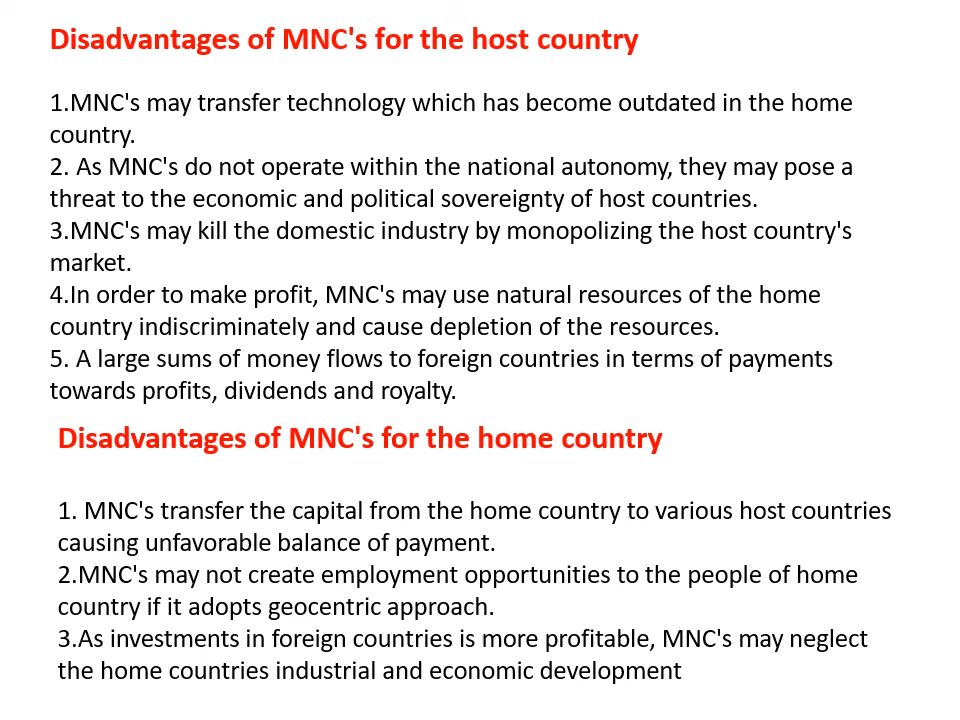 Disadvantages of MNC's for the host country
1.MNC's may transfer technology which has become outdated in the home
country.
2. As MNC's do not operate within the national autonomy, they may pose a
threat to the economic and political sovereignty of host countries.
3.MNC's may kill the domestic industry by monopolizing the host country's
market.
4.In order to make profit, MNC's may use natural resources of the home
country indiscriminately and cause depletion of the resources.
5. A large sums of money flows to foreign countries in terms of payments
towards profits, dividends and royalty.
Disadvantages of MNC's for the home country
1. MNC's transfer the capital from the home country to various host countries
causing unfavorable balance of payment.
2.MNC's may not create employment opportunities to the people of home
country if it adopts geocentric approach.
3.As investments in foreign countries is more profitable, MNC's may neglect
the home countries industrial and economic development